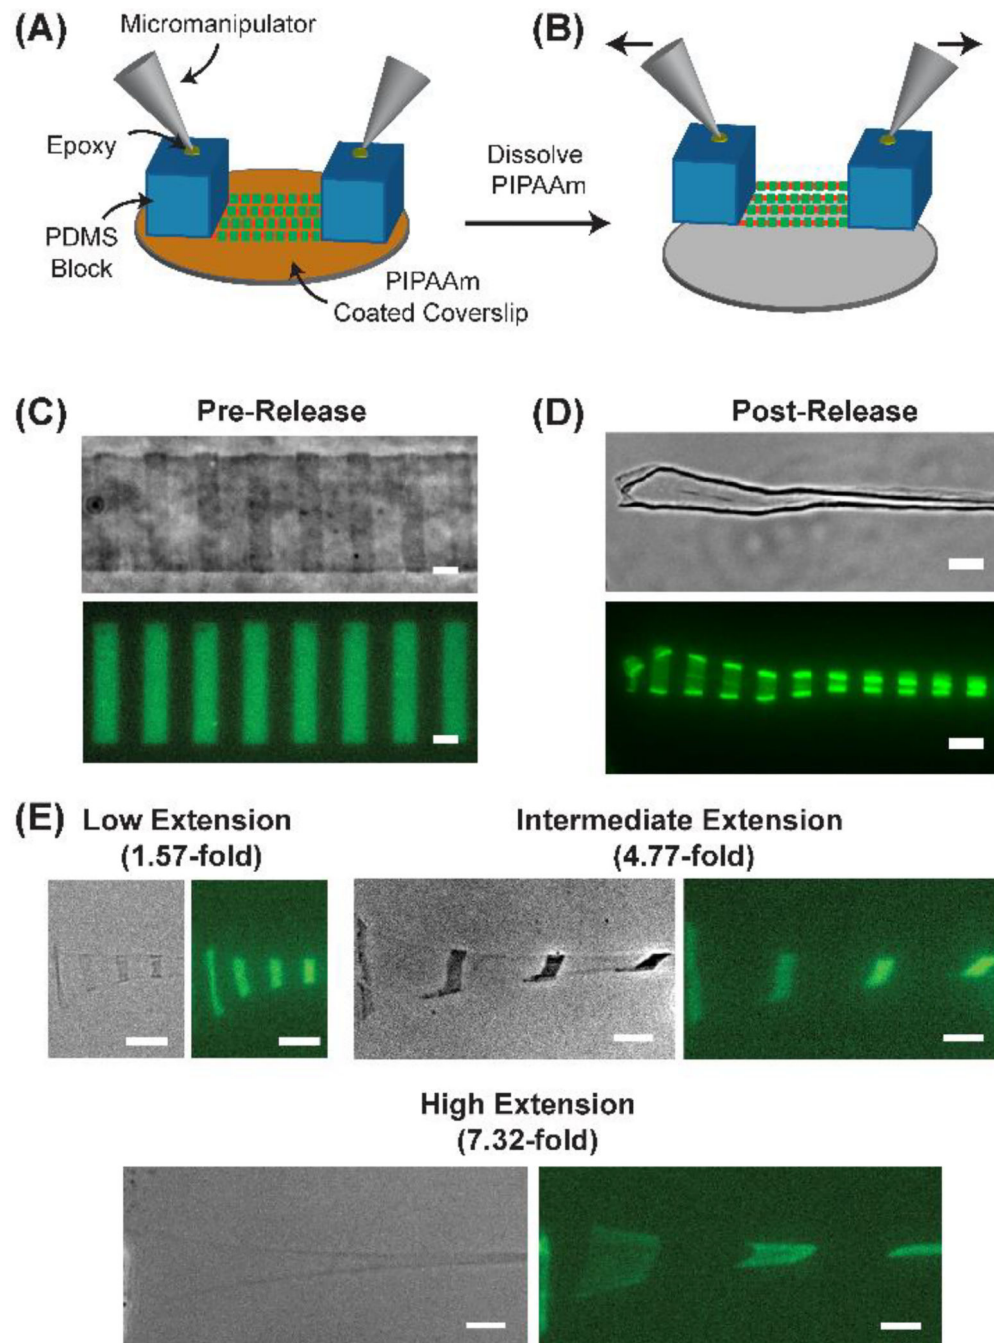 (A)
Micromanipulator
Epoxy
PDMS
Block
PIPAAm
Coated Coverslip
Dissolve
PIPAAm
(B)
(C)
Pre-Release
(D)
Post-Release
(E)
Low Extension
(1.57-fold)
Intermediate Extension
(4.77-fold)
High Extension
(7.32-fold)